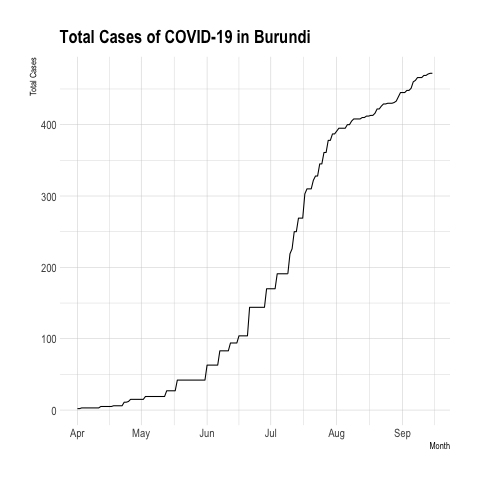 Total Cases of COVID-19 in Burundi
Total Cases
400
300
200
100
0
Apr May Jun Jul Aug Sep
Month